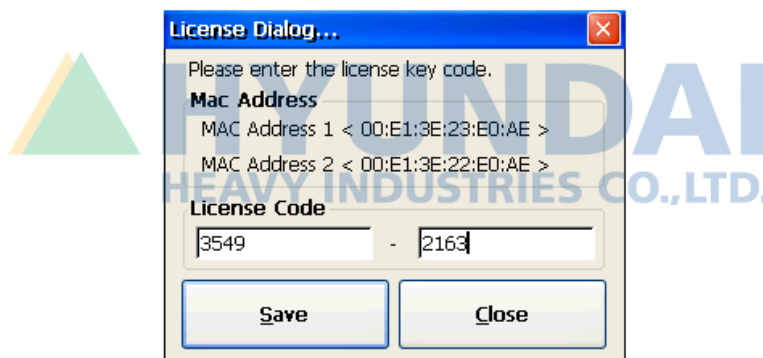 License Dialog...
Please enter the license key code.
Mac Address
MAC Address 1 < 00:E1:3E:23:E0:AE >
HYUNDAI
MAC Address 2 < 00:E1:3E:22:E0:AE >
HEAVY INDUSTRIES CO.,LTD.
License Code
3549 - 2163
Save Close